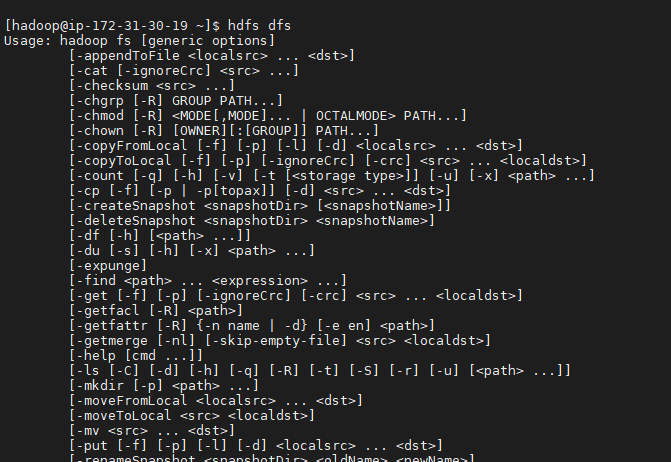 [hadoop@ip-172-31-30-19 ~]$ hdfs dfs
Usage: hadoop fs [generic options]
[-appendToFile <localsrc> ... <dst>]
[-cat [-ignoreCrc] <src> ...]
[-checksum <src> ...]
[-chgrp [-R] GROUP PATH...]
[-chmod [-R] <MODE[,MODE]... | OCTALMODE> PATH...]
[-chown [-R] [OWNER][:[GROUP]] PATH...]
[-copyFromLocal [-f] [-p] [-l] [-d] <localsrc> ... <dst>]
[-copyToLocal [-f] [-p] [-ignoreCrc] [-crc] <src> ... <localdst>]
[-count [-q] [-h] [-v] [-t [<storage type>]] [-u] [-x] <path> ...]
[-cp [-f] [-p | -p[topax]] [-d] <src> ... <dst>]
[-createSnapshot <snapshotDir> [<snapshotName>]]
[-deleteSnapshot <snapshotDir> <snapshotName>]
[-df [-h] [<path> ...]]
[-du [-s] [-h] [-x] <path> ...]
[-expunge]
[-find <path> ... <expression> ...]
[-get [-f] [-p] [-ignoreCrc] [-crc] <src> ... <localdst>]
[-getfacl [-R] <path>]
[-getfattr [-R] {-n name | -d} [-e en] <path>]
[-getmerge [-nl] [-skip-empty-file] <src> <localdst>]
[-help [cmd ...]]
[-ls [-C] [-d] [-h] [-q] [-R] [-t] [-S] [-r] [-u] [<path> ...]]
[-mkdir [-p] <path> ...]
[-moveFromLocal <localsrc> ... <dst>]
[-moveToLocal <src> <localdst>]
[-mv <src> ... <dst>]
[-put [-f] [-p] [-l] [-d] <localsrc> ... <dst>]
[-renameSnapshot <snapshotDir> <oldName> <newName>]